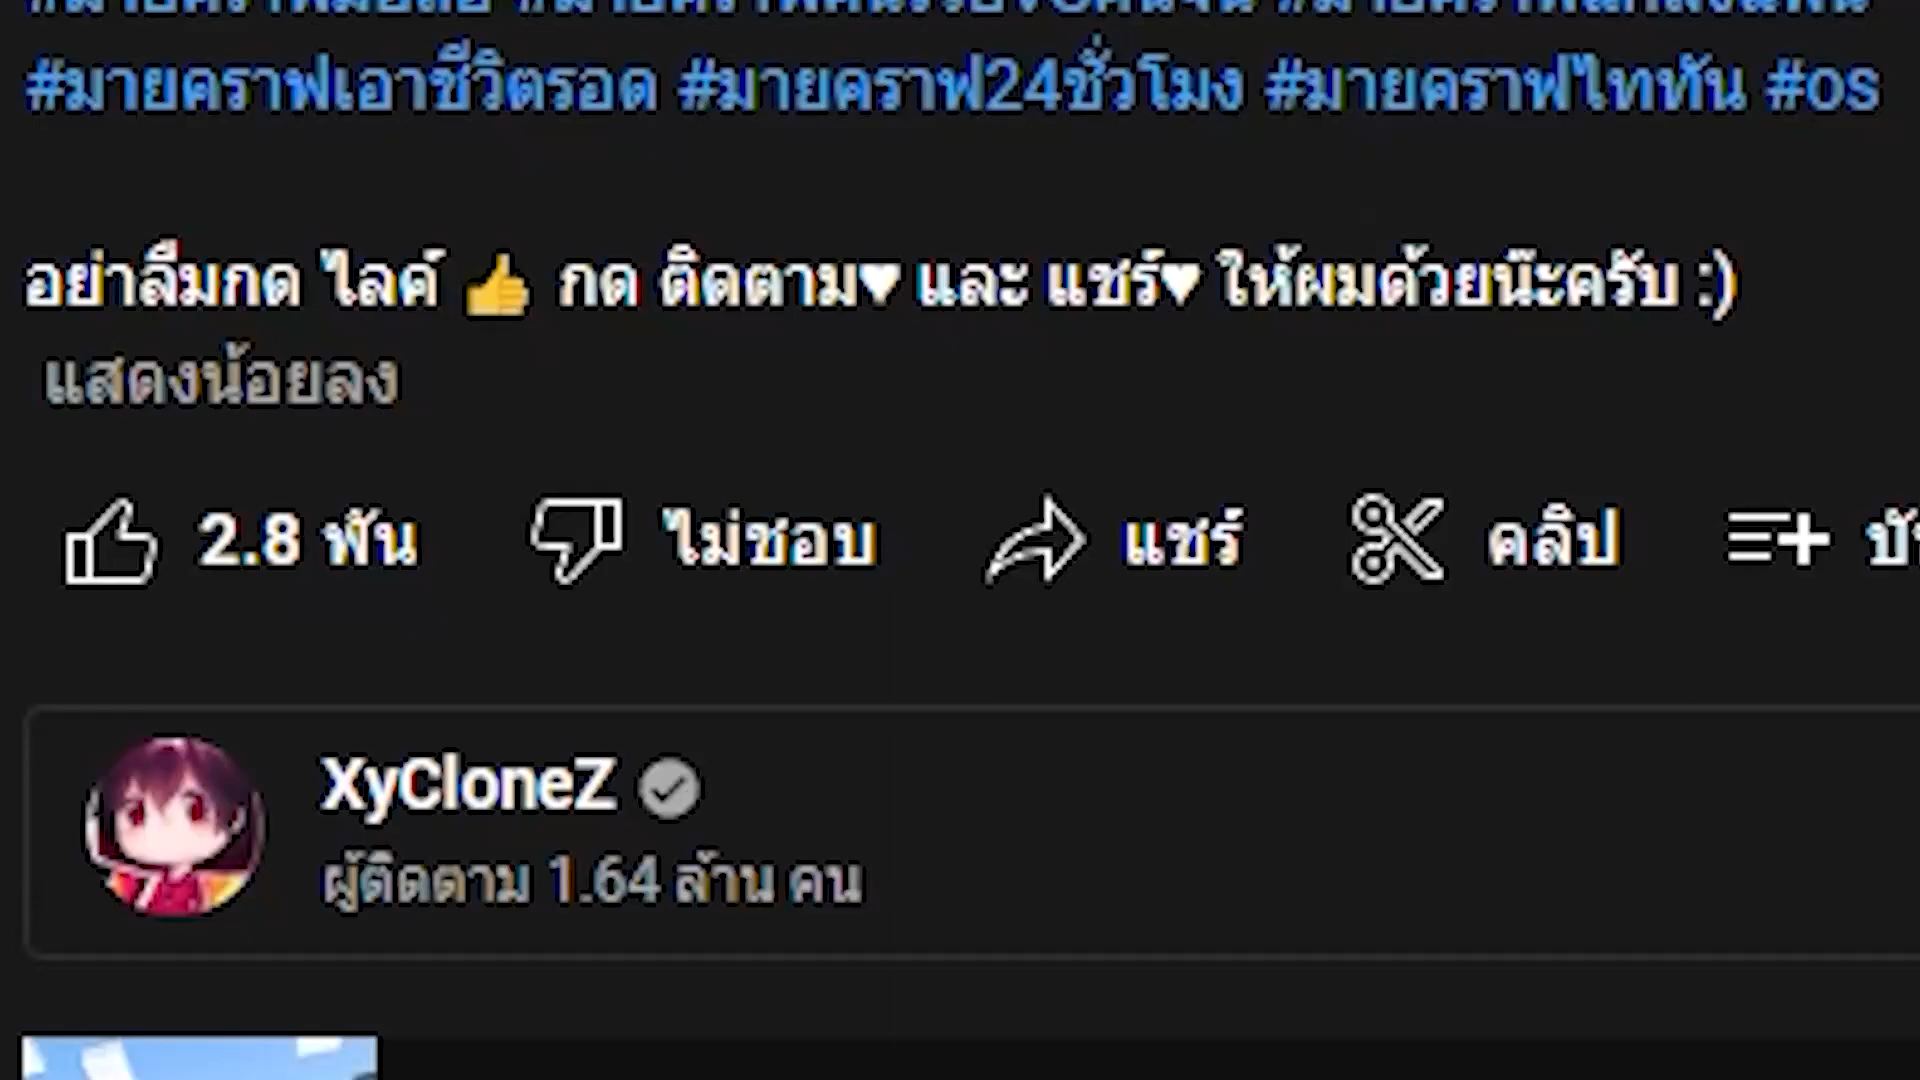 #มายคราฟเอาชีวิตรอด #มายคราฟ24ชั่วโมง #มายคราฟไททัน #os
อย่าลืมกด ไลค์ 👍 กด ติดตาม♥ และ แชร์♥ ให้ผมด้วยน๊ะครับ :)
แสดงน้อยลง
2.8 พัน ไม่ชอบ แชร์ คลิป
XyCloneZ
ผู้ติดตาม 1.64 ล้าน คน